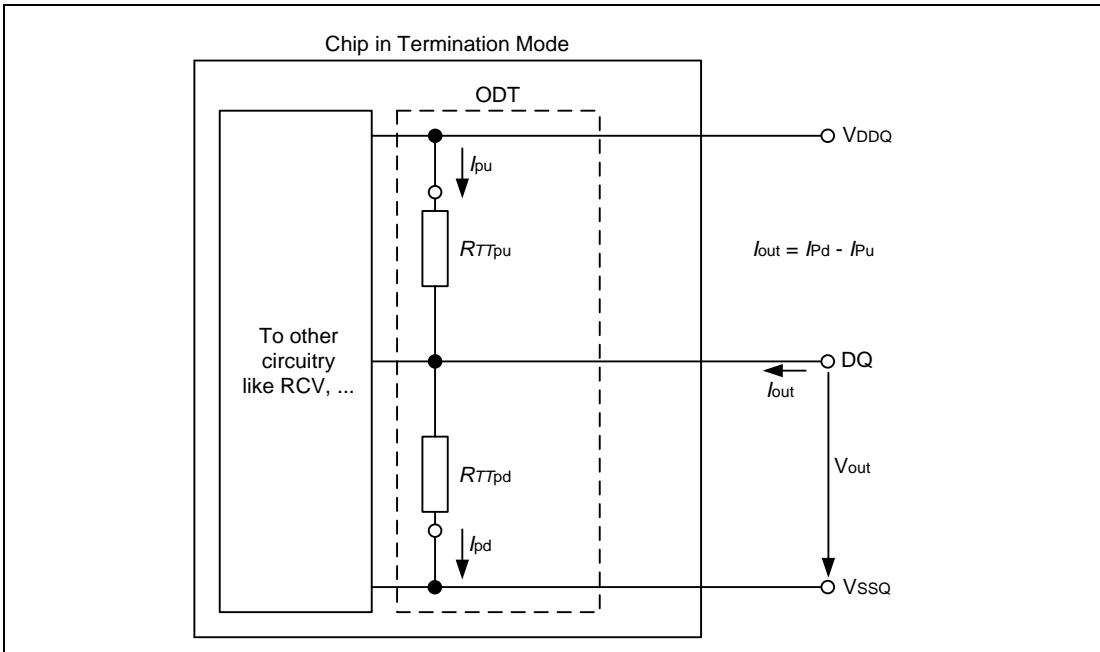 Chip in Termination Mode
ODT
VDDQ
Ipu
RTTpu
Iout = IPd - IPu
To other
circuitry
like RCV, ...
DQ
Iout
RTTpd
Vout
Ipd
VSSQ